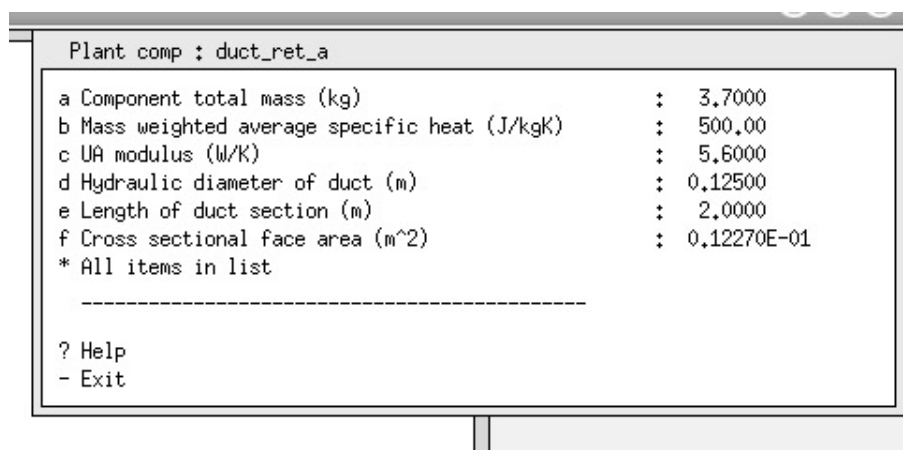 Plant comp : duct_ret_a
a Component total mass (kg) : 3.7000
b Mass weighted average specific heat (J/kgK) : 500.00
c UA modulus (W/K) : 5.6000
d Hydraulic diameter of duct (m) : 0.12500
e Length of duct section (m) : 2.0000
f Cross sectional face area (m^2) : 0.12270E-01
* All items in list
---------------------------------------------
? Help
- Exit